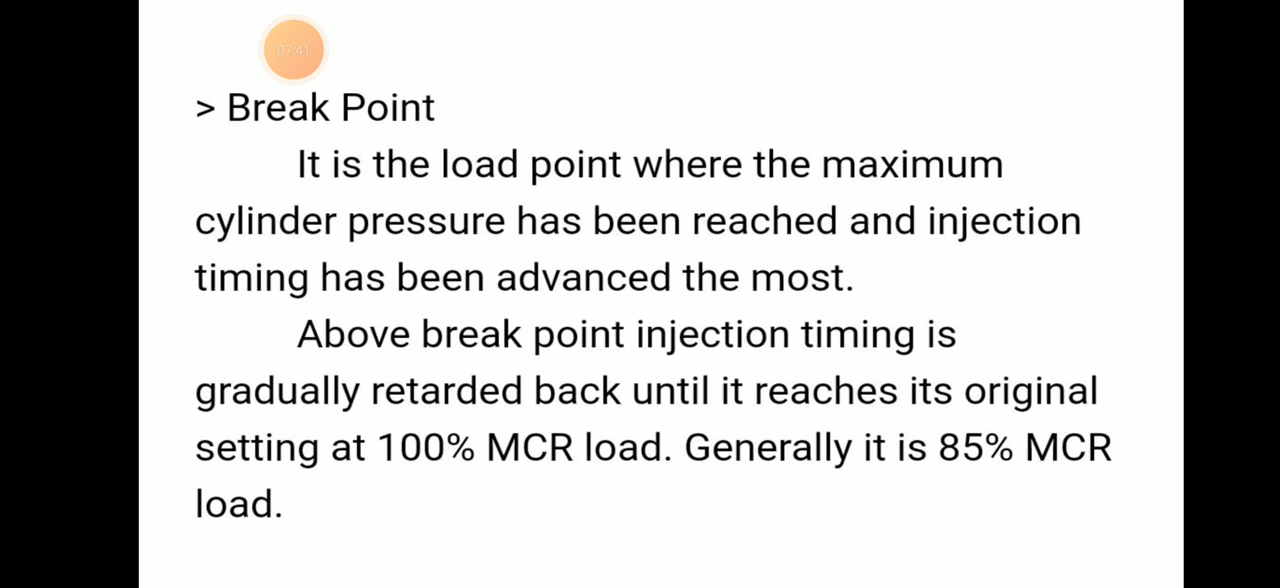 07:41
> Break Point
It is the load point where the maximum
cylinder pressure has been reached and injection
timing has been advanced the most.
Above break point injection timing is
gradually retarded back until it reaches its original
setting at 100% MCR load. Generally it is 85% MCR
load.